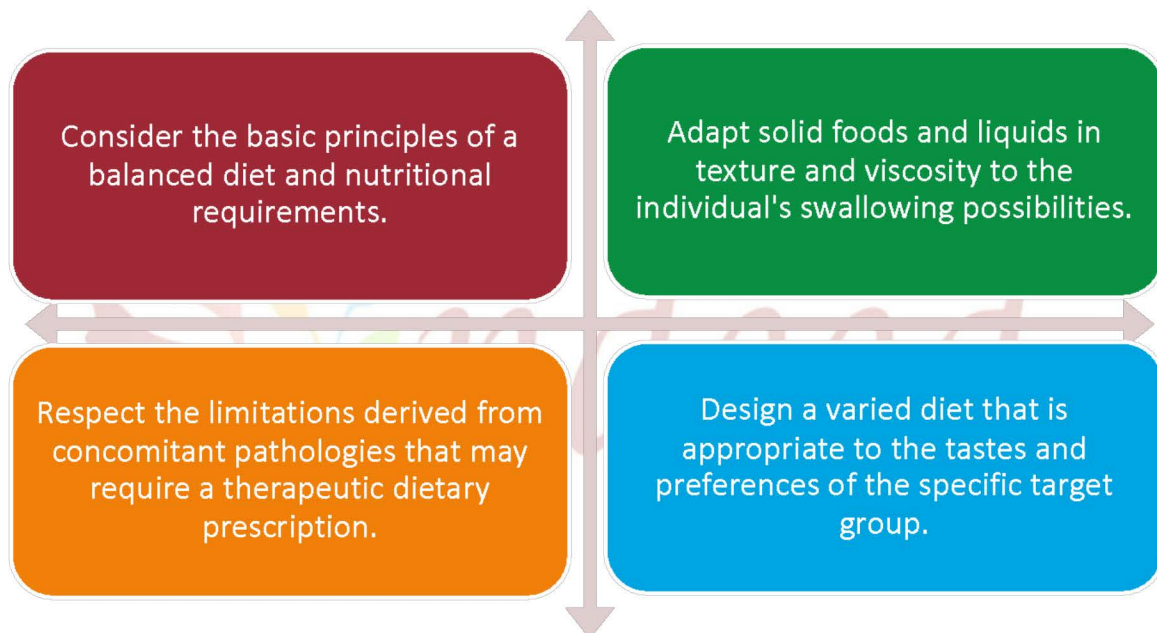 Consider the basic principles of a
balanced diet and nutritional
requirements.
Adapt solid foods and liquids in
texture and viscosity to the
individual's swallowing possibilities.
Respect the limitations derived from
concomitant pathologies that may
require a therapeutic dietary
prescription.
Design a varied diet that is
appropriate to the tastes and
preferences of the specific target
group.